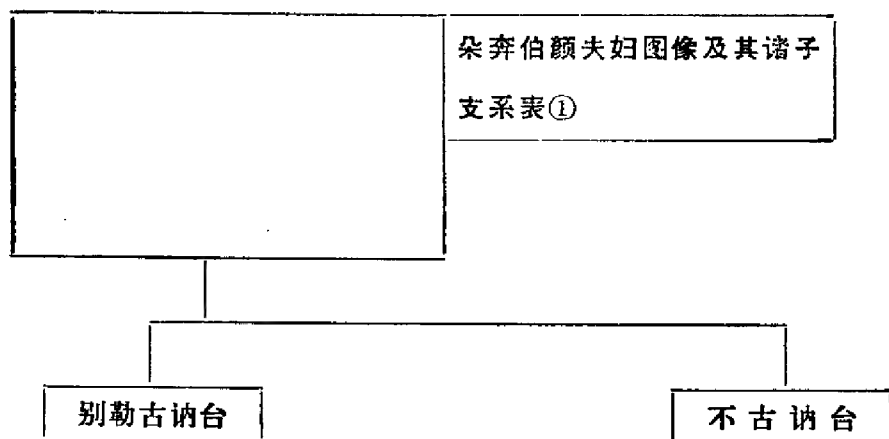 朵奔伯颜夫妇图像及其诸子
支系表①
别勒古讷台
不古讷台